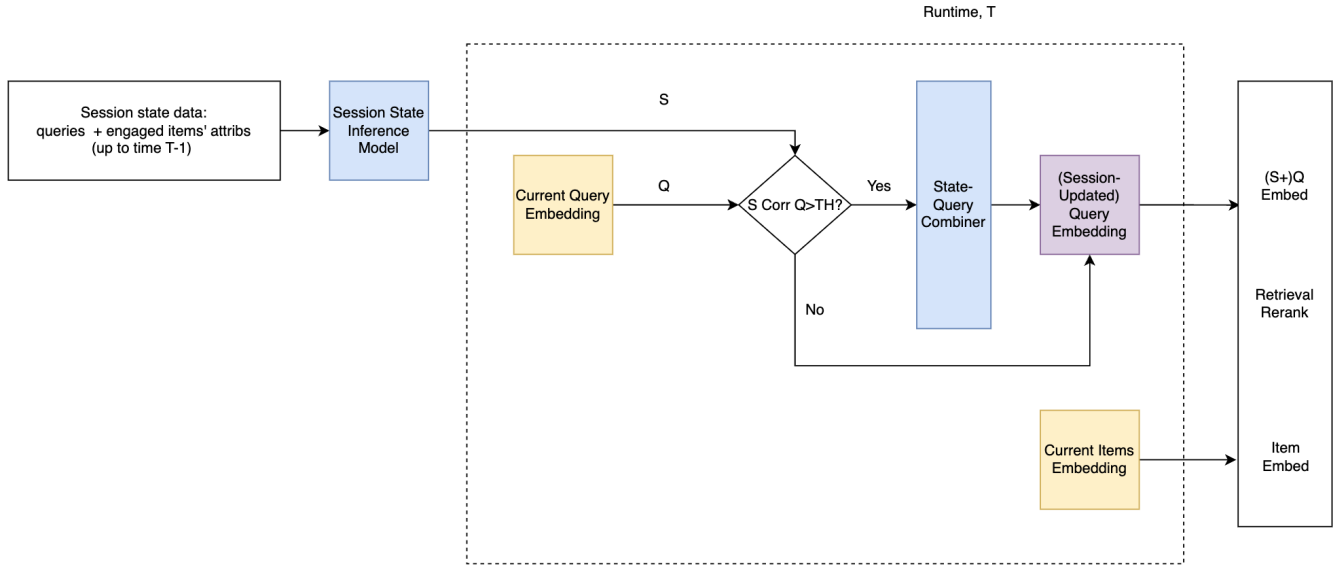 Runtime, T
Session state data:
queries + engaged items' attribs
(up to time T-1)
Session State
Inference
Model
S
Current Query
Embedding
Q
S Corr Q>TH?
Yes
No
State-
Query
Combiner
(Session-
Updated)
Query
Embedding
(S+)Q
Embed
Retrieval
Rerank
Current Items
Embedding
Item
Embed